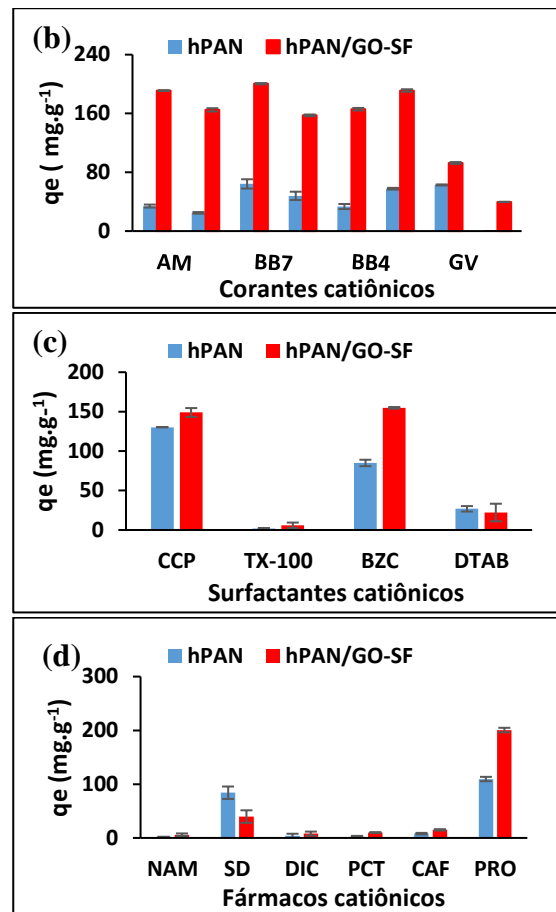 (b)
hPAN hPAN/GO-SF
240
160
80
0
qe ( mg.g-1)
AM BB7 BB4 GV
Corantes catiônicos
(c)
hPAN hPAN/GO-SF
200
150
100
50
0
qe (mg.g-1)
CCP TX-100 BZC DTAB
Surfactantes catiônicos
(d)
hPAN hPAN/GO-SF
300
200
100
0
qe (mg.g-1)
NAM SD DIC PCT CAF PRO
Fármacos catiônicos